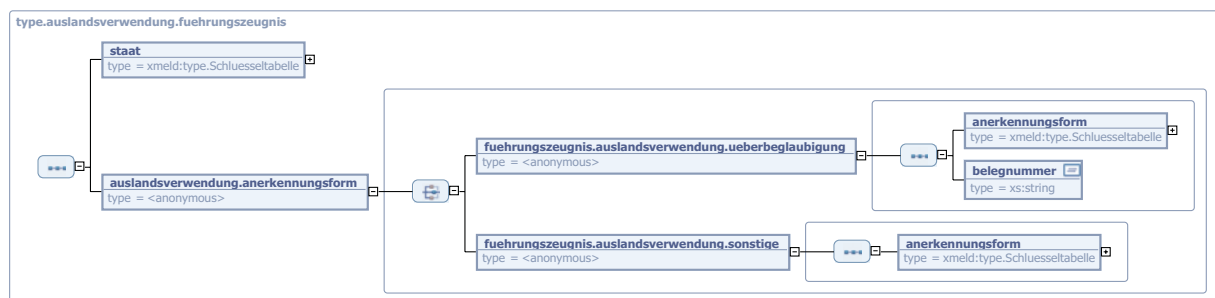 type.auslandsverwendung.fuehrungszeugnis
staat
type = xmeld:type.Schluesseltabelle
auslandsverwendung.anerkennungsform
type = <anonymous>
fuehrungszeugnis.auslandsverwendung.ueberbeglaubigung
type = <anonymous>
anerkennungsform
type = xmeld:type.Schluesseltabelle
belegnummer
type = xs:string
fuehrungszeugnis.auslandsverwendung.sonstige
type = <anonymous>
anerkennungsform
type = xmeld:type.Schluesseltabelle